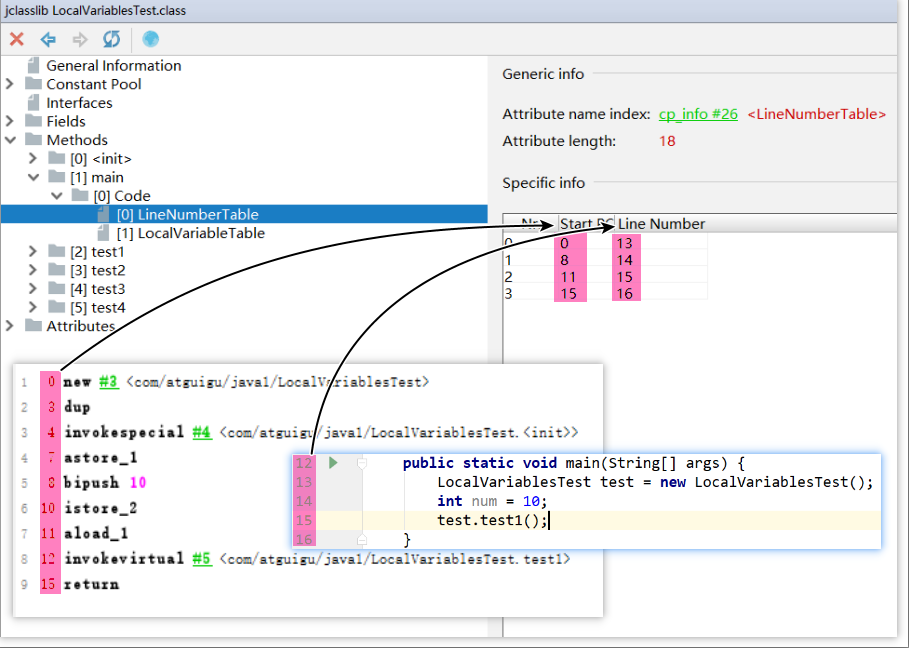 jclasslib LocalVariablesTest.class
General Information
Constant Pool
Interfaces
Fields
Methods
[0] <init>
[1] main
[0] Code
[0] LineNumberTable
[1] LocalVariableTable
[2] test1
[3] test2
[4] test3
[5] test4
Attributes
Generic info
Attribute name index: cp_info #26 <LineNumberTable>
Attribute length: 18
Specific info
Nr. Start PC Line Number
0 0 13
1 8 14
2 11 15
3 15 16
1 0 new #3 <com/atguigu/java1/LocalVariablesTest>
2 3 dup
3 4 invokespecial #4 <com/atguigu/java1/LocalVariablesTest.<init>>
4 7 astore_1
5 8 bipush 10
6 10 istore_2
7 11 aload_1
8 12 invokevirtual #5 <com/atguigu/java1/LocalVariablesTest.test1>
9 15 return
12 public static void main(String[] args) {
13 LocalVariablesTest test = new LocalVariablesTest();
14 int num = 10;
15 test.test1();
16 }